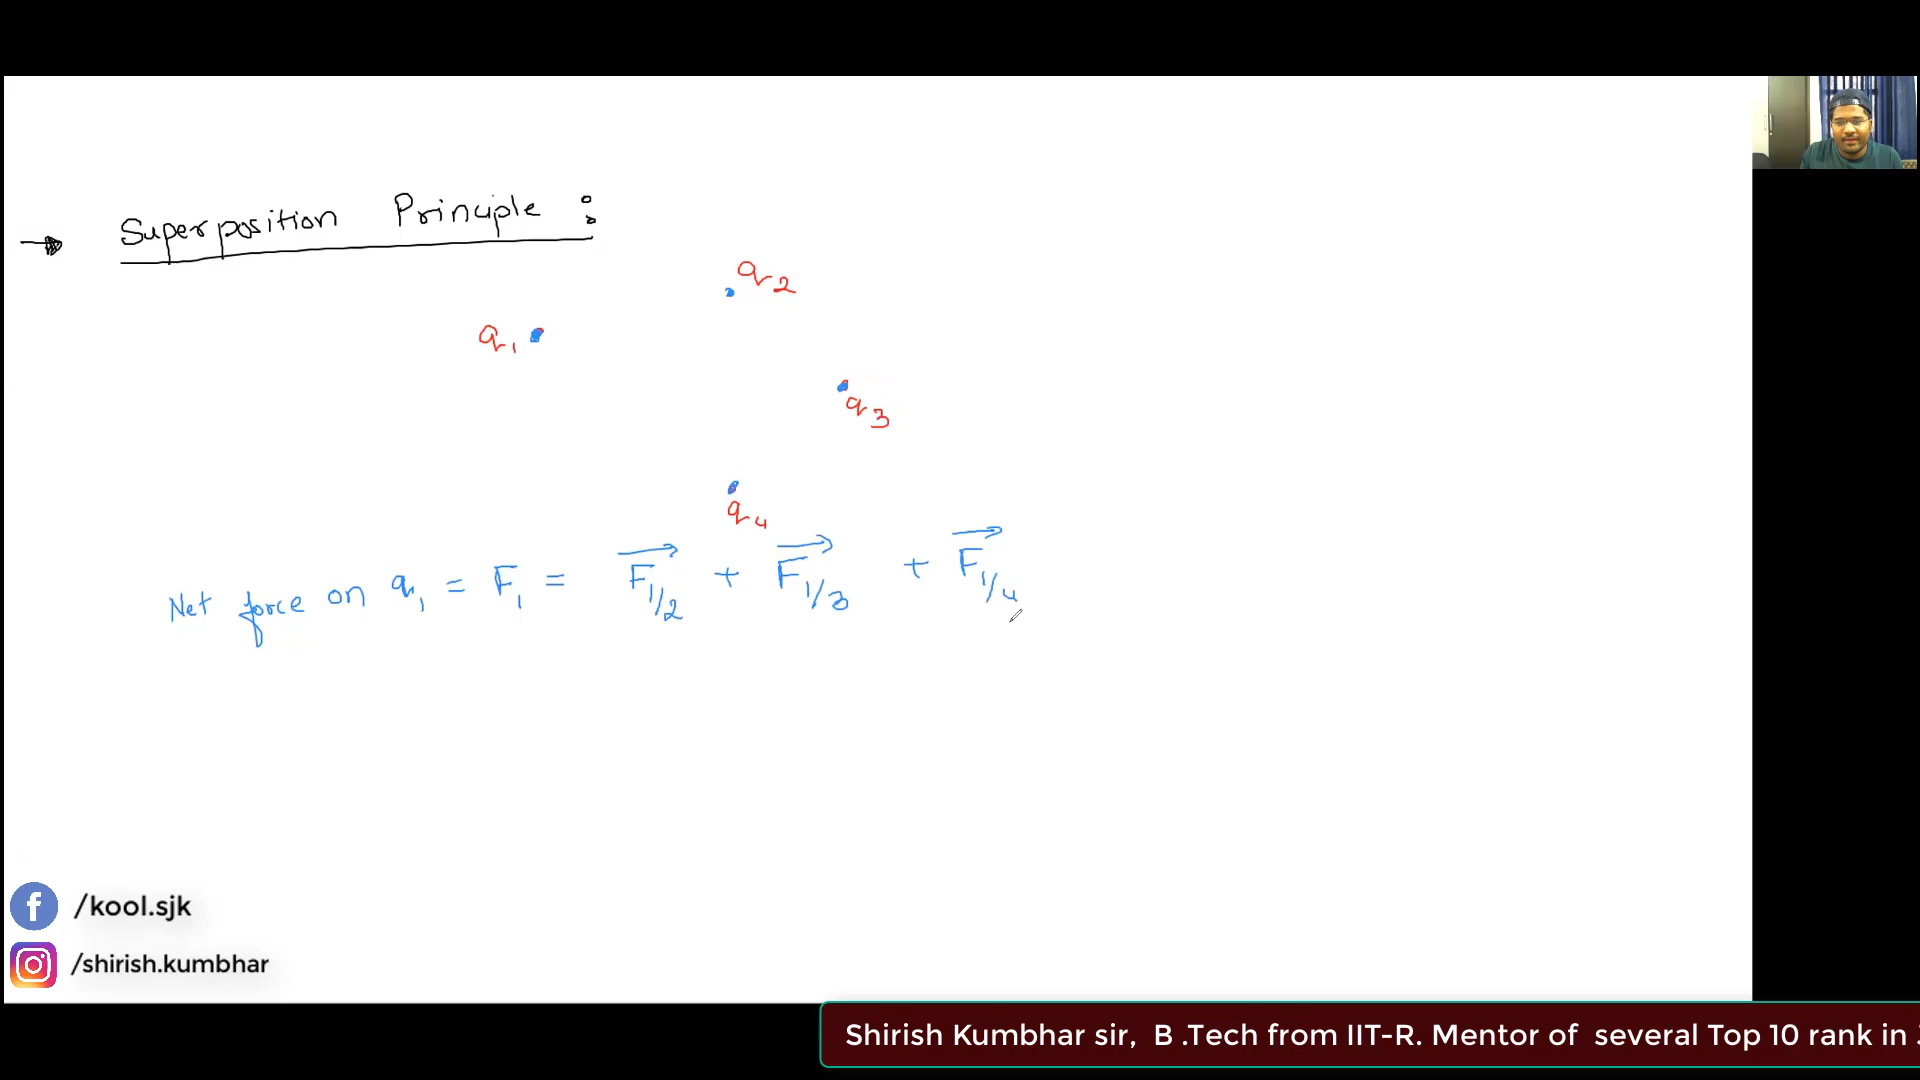 Superposition Principle :
q2
q1
q3
q4
Net force on q1 = F1 = F1/2 + F1/3 + F1/4
/kool.sjk
/shirish.kumbhar
Shirish Kumbhar sir, B .Tech from IIT-R. Mentor of several Top 10 rank in